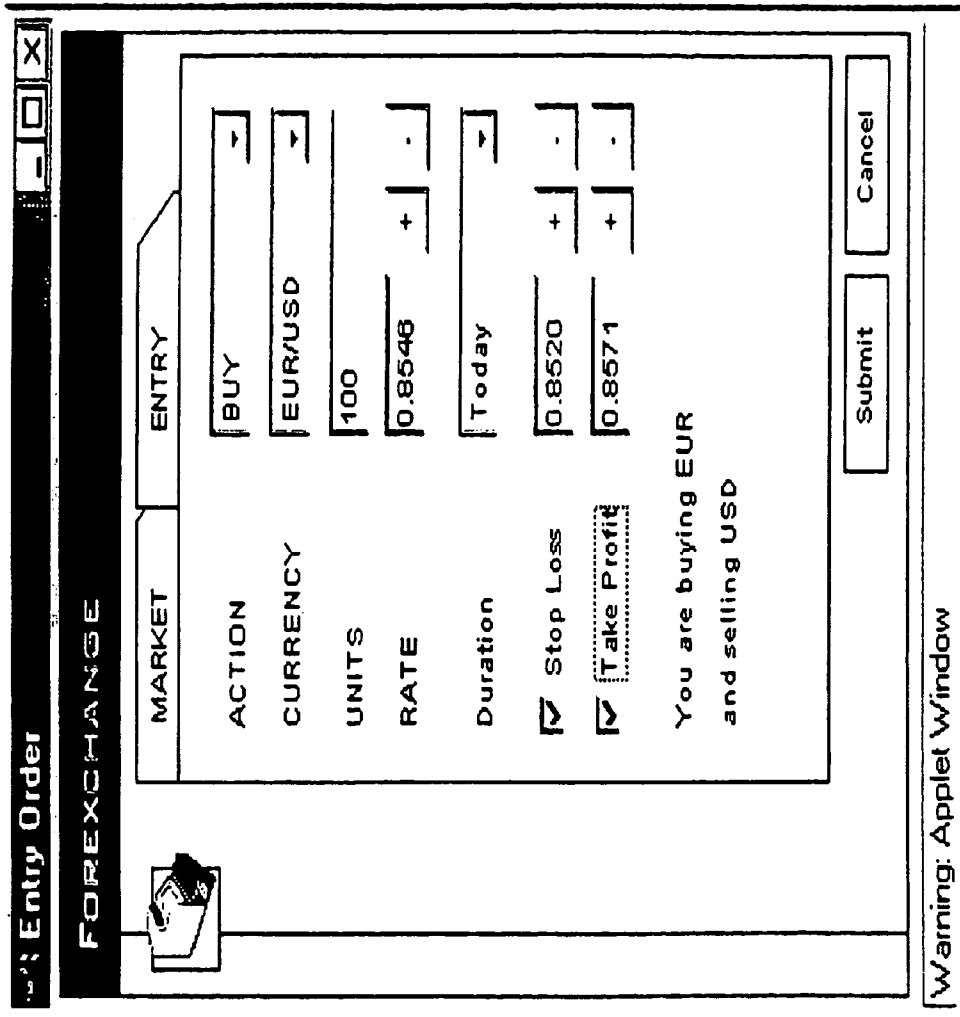 Entry Order
FOREXCHANGE
MARKET ENTRY
ACTION BUY
CURRENCY EUR/USD
UNITS 100
RATE 0.8546 + -
Duration Today
Stop Loss 0.8520 + -
Take Profit 0.8571 + -
You are buying EUR
and selling USD
Submit Cancel
Warning: Applet Window